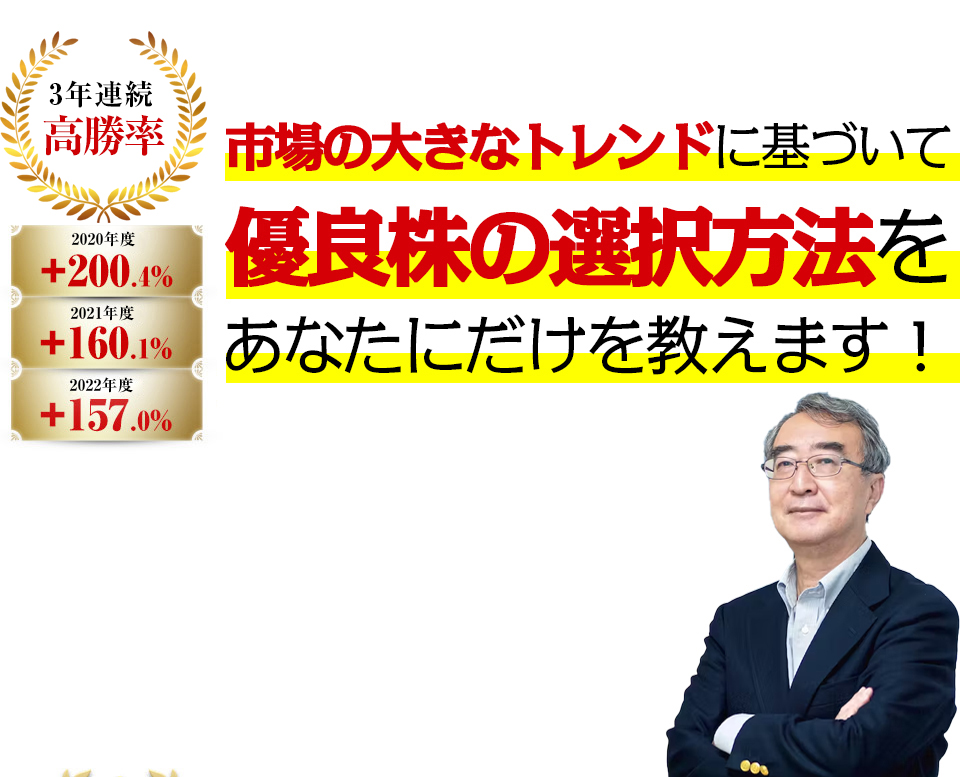 3年連続
高勝率
市場の大きなトレンドに基づいて
優良株の選択方法を
あなたにだけを教えます！
2020年度
+200.4%
2021年度
+160.1%
2022年度
+157.0%